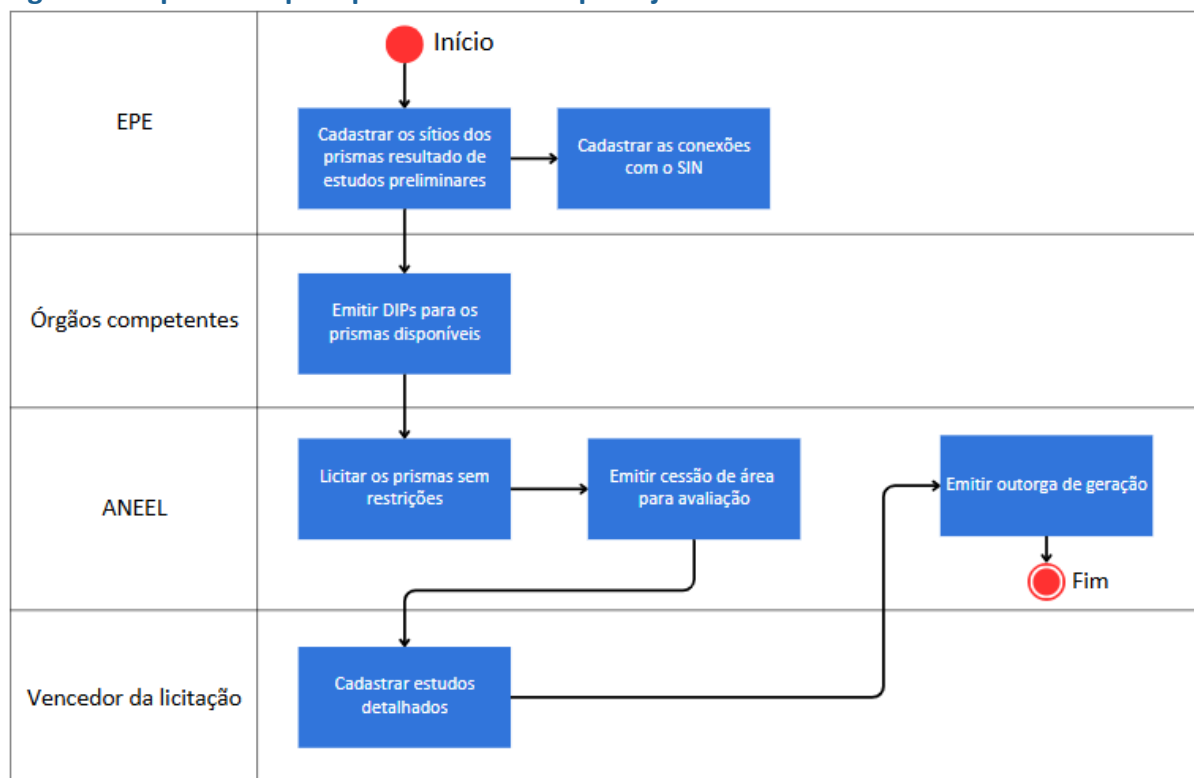 Início
EPE
Cadastrar os sítios dos
prismas resultado de
estudos preliminares
Cadastrar as conexões
com o SIN
Órgãos competentes
Emitir DIPs para os
prismas disponíveis
ANEEL
Licitar os prismas sem
restrições
Emitir cessão de área
para avaliação
Emitir outorga de geração
Fim
Vencedor da licitação
Cadastrar estudos
detalhados